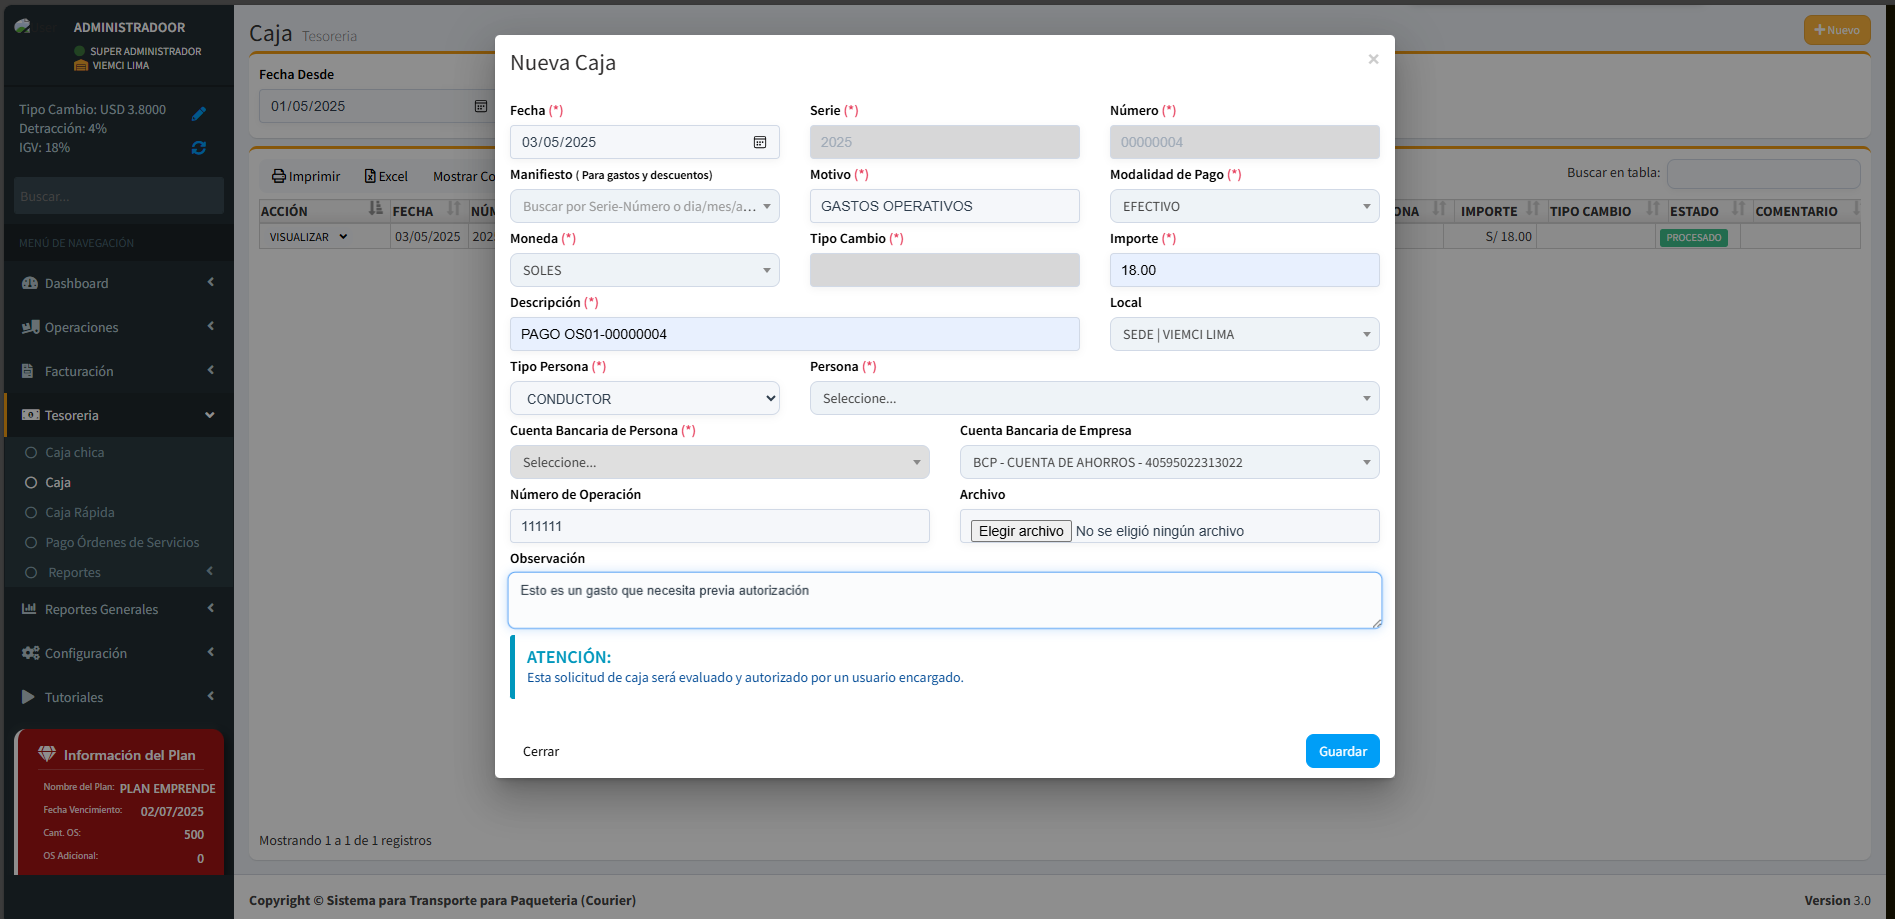 ADMINISTRADOOR
SUPER ADMINISTRADOR
VIEMCI LIMA
Tipo Cambio: USD 3.8000
Detracción: 4%
IGV: 18%
Buscar...
MENÚ DE NAVEGACIÓN
Dashboard
Operaciones
Facturación
Tesoreria
Caja chica
Caja
Caja Rápida
Pago Órdenes de Servicios
Reportes
Reportes Generales
Configuración
Tutoriales
Información del Plan
Nombre del Plan: PLAN EMPRENDE
Fecha Vencimiento: 02/07/2025
Cant. OS: 500
OS Adicional: 0
Caja Tesoreria
Nuevo
Fecha Desde
01/05/2025
Imprimir Excel Mostrar Co
Buscar en tabla:
ACCIÓN FECHA NÚM ONA IMPORTE TIPO CAMBIO ESTADO COMENTARIO
VISUALIZAR 03/05/2025 202 S/ 18.00 PROCESADO
Mostrando 1 a 1 de 1 registros
Nueva Caja ×
Fecha (*) Serie (*) Número (*)
03/05/2025 2025 00000004
Manifiesto ( Para gastos y descuentos) Motivo (*) Modalidad de Pago (*)
Buscar por Serie-Número o dia/mes/a... GASTOS OPERATIVOS EFECTIVO
Moneda (*) Tipo Cambio (*) Importe (*)
SOLES 18.00
Descripción (*) Local
PAGO OS01-00000004 SEDE | VIEMCI LIMA
Tipo Persona (*) Persona (*)
CONDUCTOR Seleccione...
Cuenta Bancaria de Persona (*) Cuenta Bancaria de Empresa
Seleccione... BCP - CUENTA DE AHORROS - 40595022313022
Número de Operación Archivo
111111 Elegir archivo No se eligió ningún archivo
Observación
Esto es un gasto que necesita previa autorización
ATENCIÓN:
Esta solicitud de caja será evaluado y autorizado por un usuario encargado.
Cerrar Guardar
Copyright © Sistema para Transporte para Paqueteria (Courier) Version 3.0